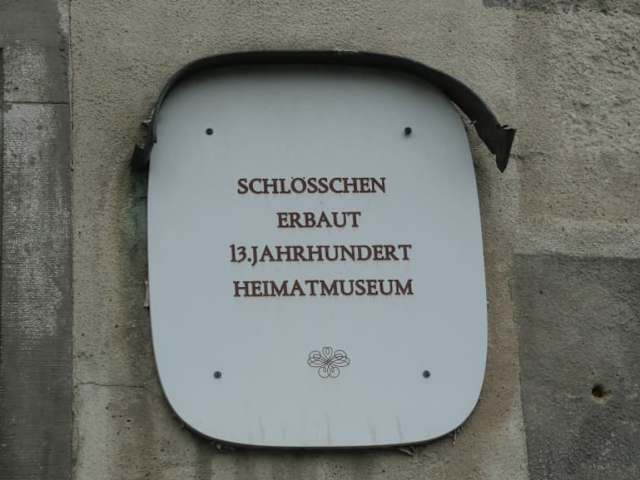 SCHLÖSSCHEN
ERBAUT
13.JAHRHUNDERT
HEIMATMUSEUM